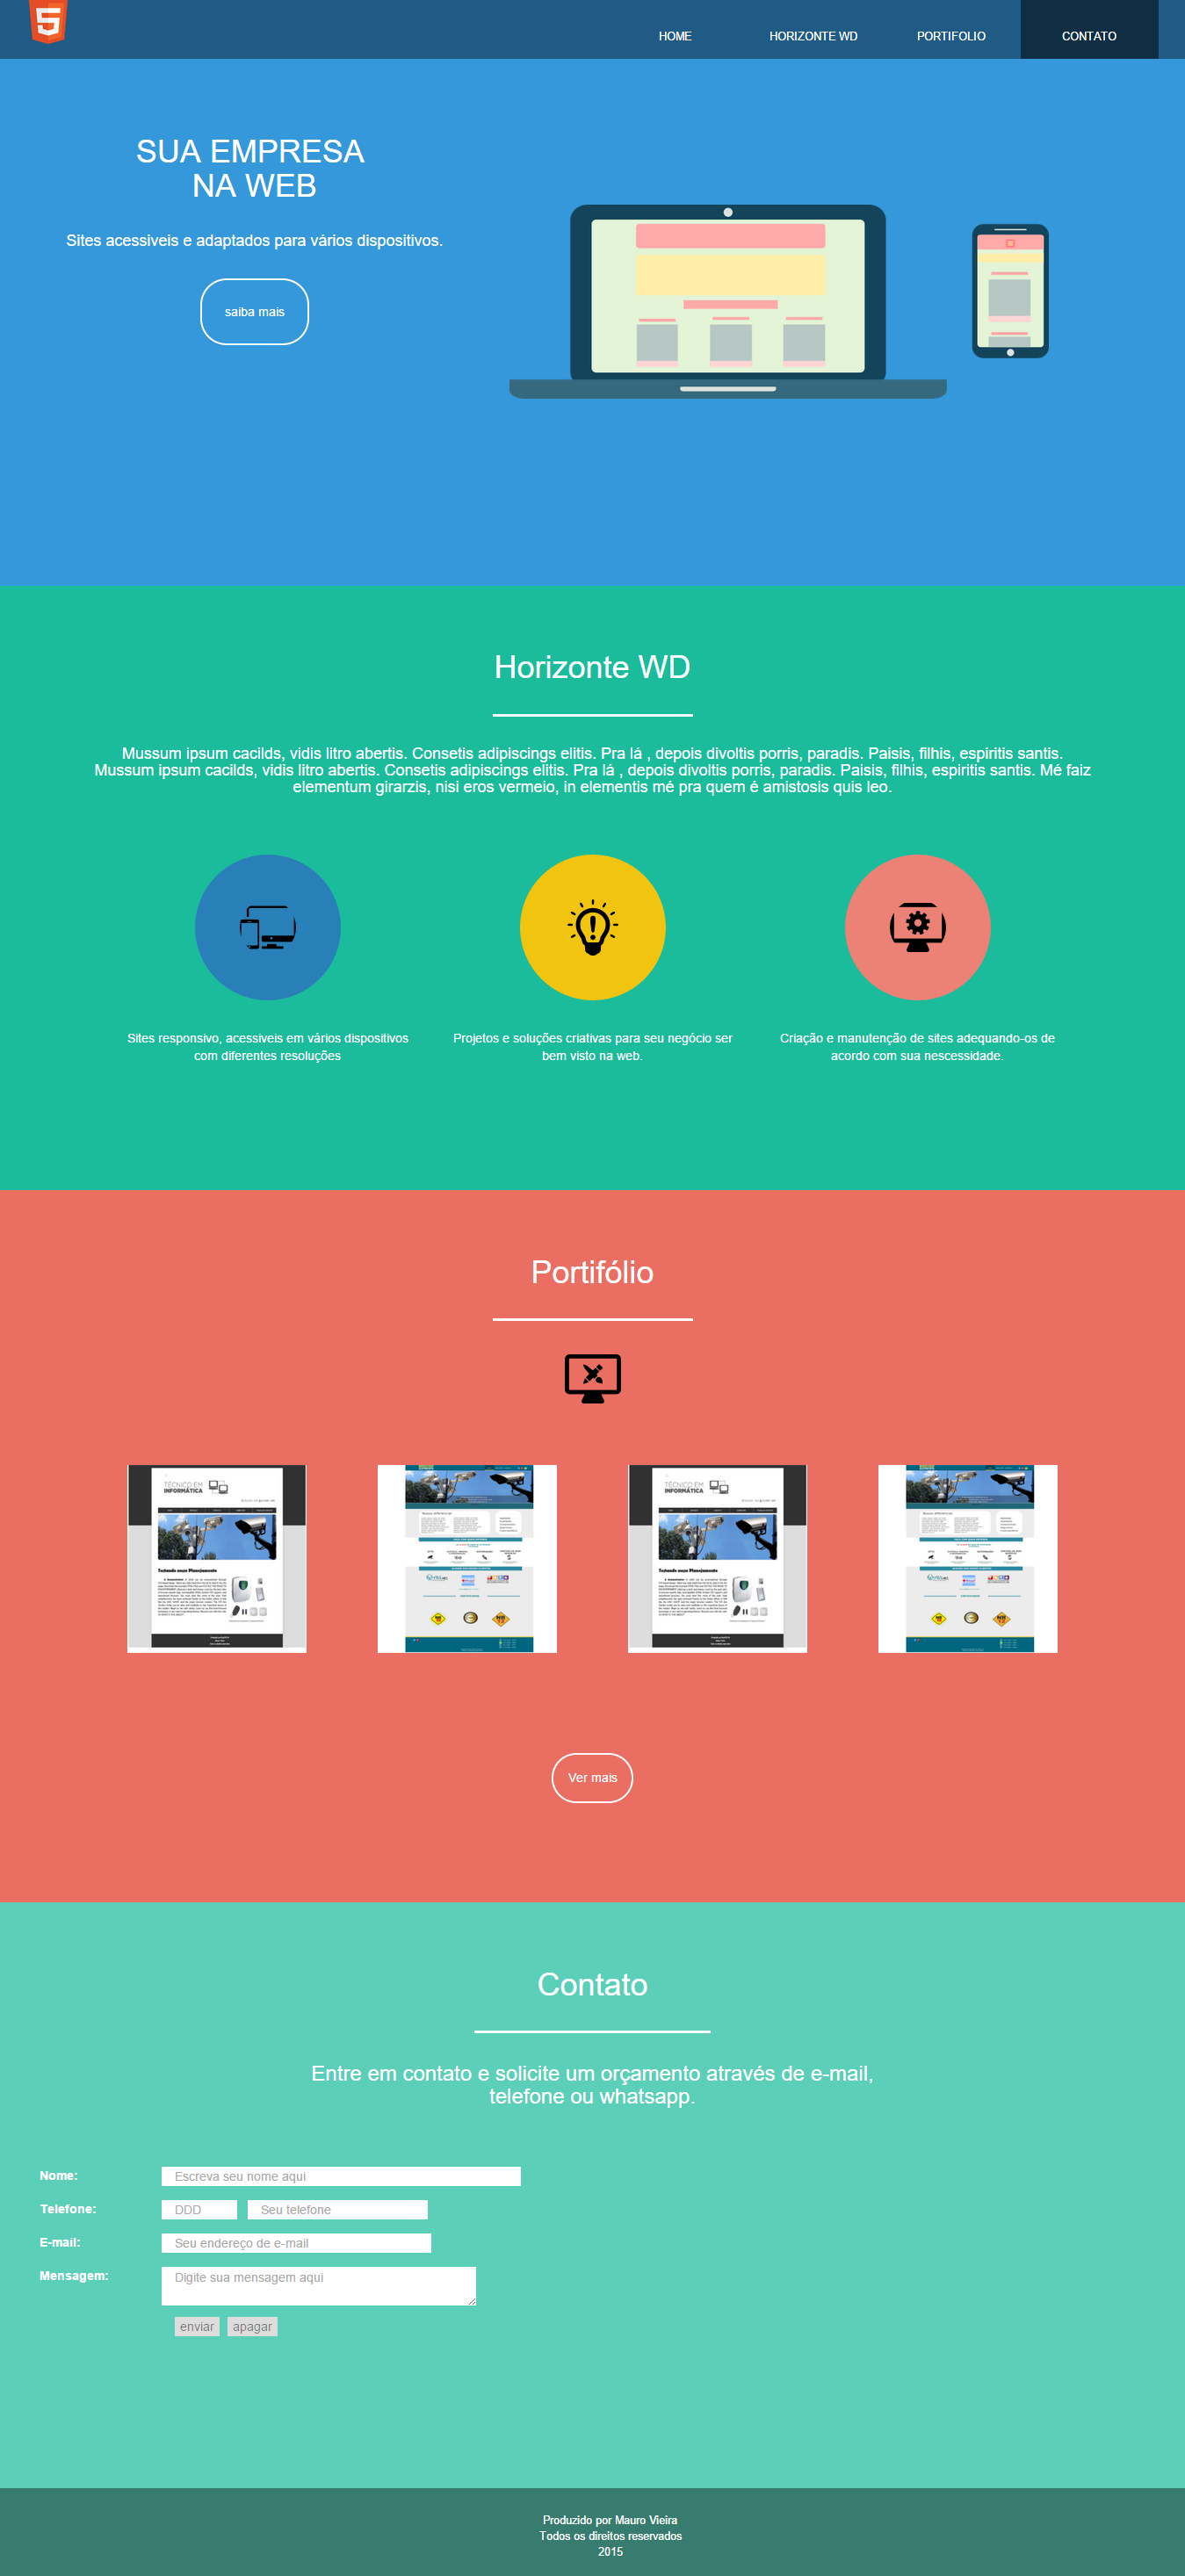 HOME
HORIZONTE WD
PORTIFOLIO
CONTATO
SUA EMPRESA
NA WEB
Sites acessiveis e adaptados para vários dispositivos.
saiba mais
Horizonte WD
Mussum ipsum cacilds, vidis litro abertis. Consetis adipiscings elitis. Pra lá , depois divoltis porris, paradis. Paisis, filhis, espiritis santis.
Mussum ipsum cacilds, vidis litro abertis. Consetis adipiscings elitis. Pra lá , depois divoltis porris, paradis. Paisis, filhis, espiritis santis. Mé faiz
elementum girarzis, nisi eros vermeio, in elementis mé pra quem é amistosis quis leo.
Sites responsivo, acessiveis em vários dispositivos
com diferentes resoluções
Projetos e soluções criativas para seu negócio ser
bem visto na web.
Criação e manutenção de sites adequando-os de
acordo com sua nescessidade.
Portifólio
TÉCNICO EM
INFORMÁTICA
TÉCNICO EM
INFORMÁTICA
Ver mais
Contato
Entre em contato e solicite um orçamento através de e-mail,
telefone ou whatsapp.
Nome:
Escreva seu nome aqui
Telefone:
DDD
Seu telefone
E-mail:
Seu endereço de e-mail
Mensagem:
Digite sua mensagem aqui
enviar
apagar
Produzido por Mauro Vieira
Todos os direitos reservados
2015